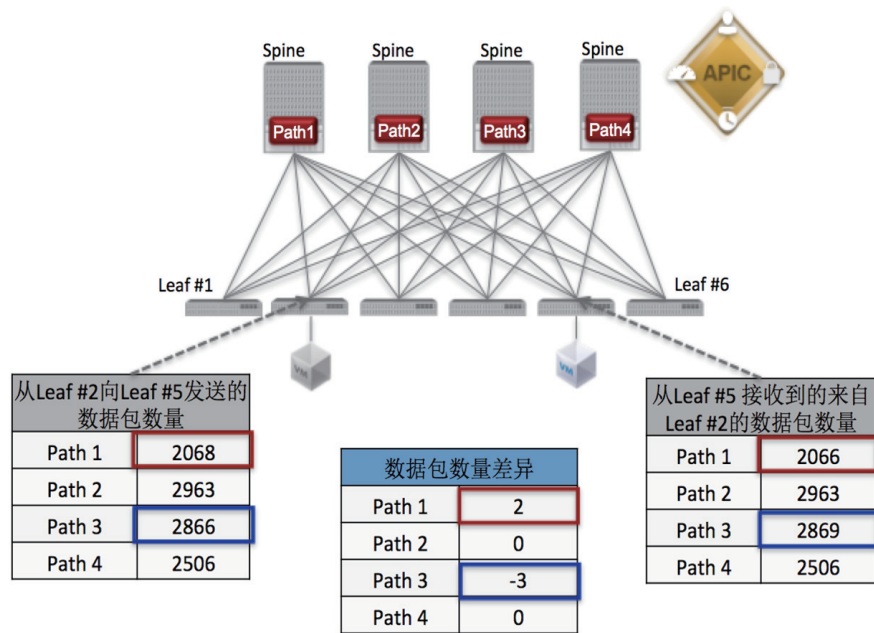 Spine Spine Spine Spine
APIC
Path1 Path2 Path3 Path4
Leaf #1
Leaf #6
VM
VM
从Leaf #2向Leaf #5发送的
数据包数量
Path 1 2068
Path 2 2963
Path 3 2866
Path 4 2506
数据包数量差异
Path 1 2
Path 2 0
Path 3 -3
Path 4 0
从Leaf #5 接收到的来自
Leaf #2的数据包数量
Path 1 2066
Path 2 2963
Path 3 2869
Path 4 2506